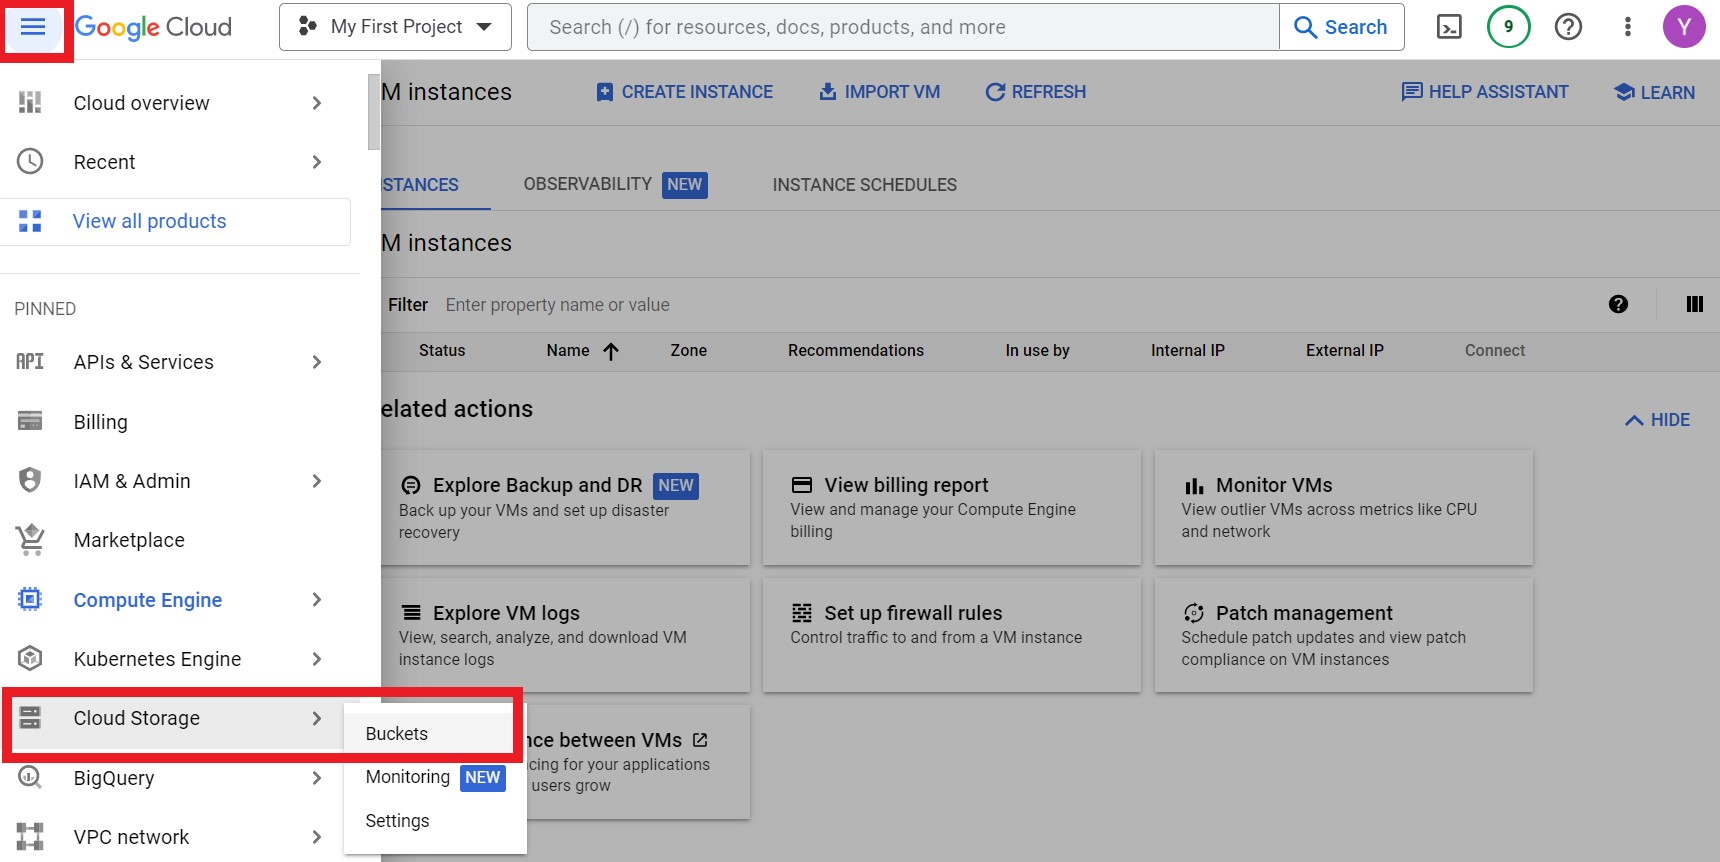 Google Cloud
My First Project
Search (/) for resources, docs, products, and more
Search
9
Y
Cloud overview
Recent
View all products
PINNED
API APIs & Services
Billing
IAM & Admin
Marketplace
Compute Engine
Kubernetes Engine
Cloud Storage
BigQuery
VPC network
Buckets
Monitoring NEW
Settings
M instances
CREATE INSTANCE
IMPORT VM
REFRESH
HELP ASSISTANT
LEARN
STANCES
OBSERVABILITY NEW
INSTANCE SCHEDULES
M instances
Filter Enter property name or value
Status Name Zone Recommendations In use by Internal IP External IP Connect
elated actions
HIDE
Explore Backup and DR NEW
Back up your VMs and set up disaster
recovery
View billing report
View and manage your Compute Engine
billing
Monitor VMs
View outlier VMs across metrics like CPU
and network
Explore VM logs
View, search, analyze, and download VM
instance logs
Set up firewall rules
Control traffic to and from a VM instance
Patch management
Schedule patch updates and view patch
compliance on VM instances
nce between VMs
cing for your applications
users grow